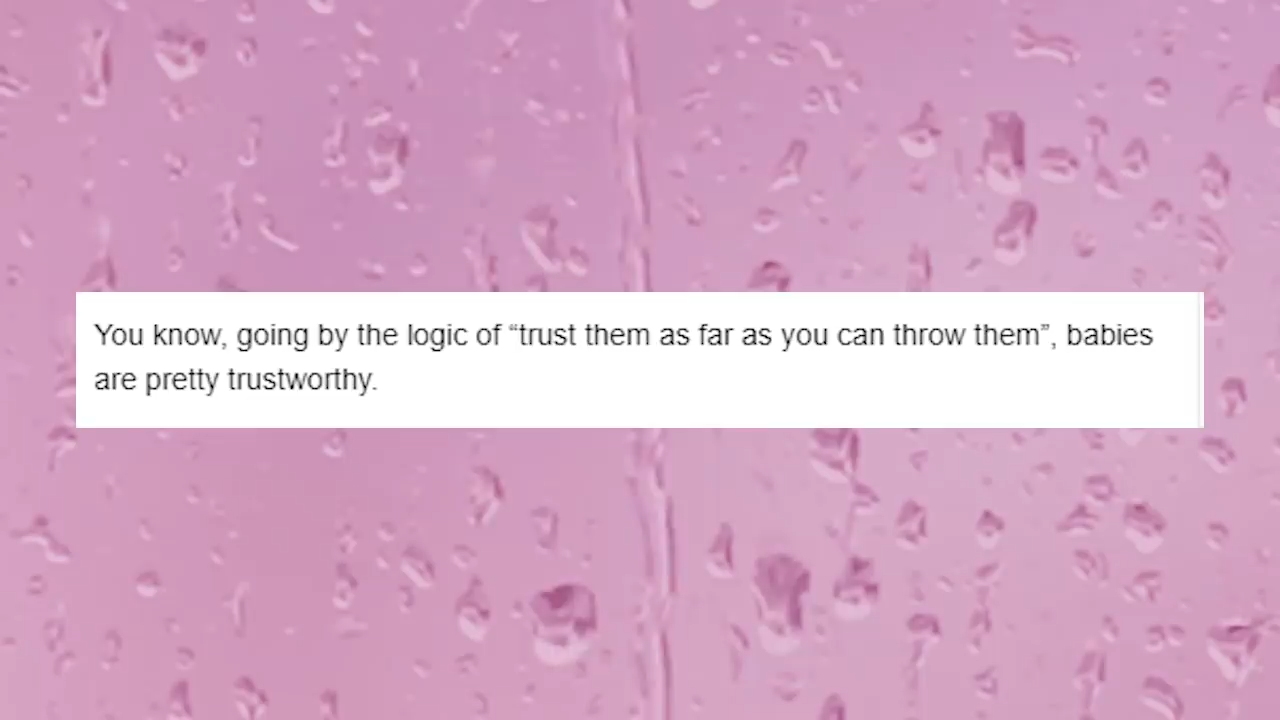 You know, going by the logic of “trust them as far as you can throw them”, babies
are pretty trustworthy.